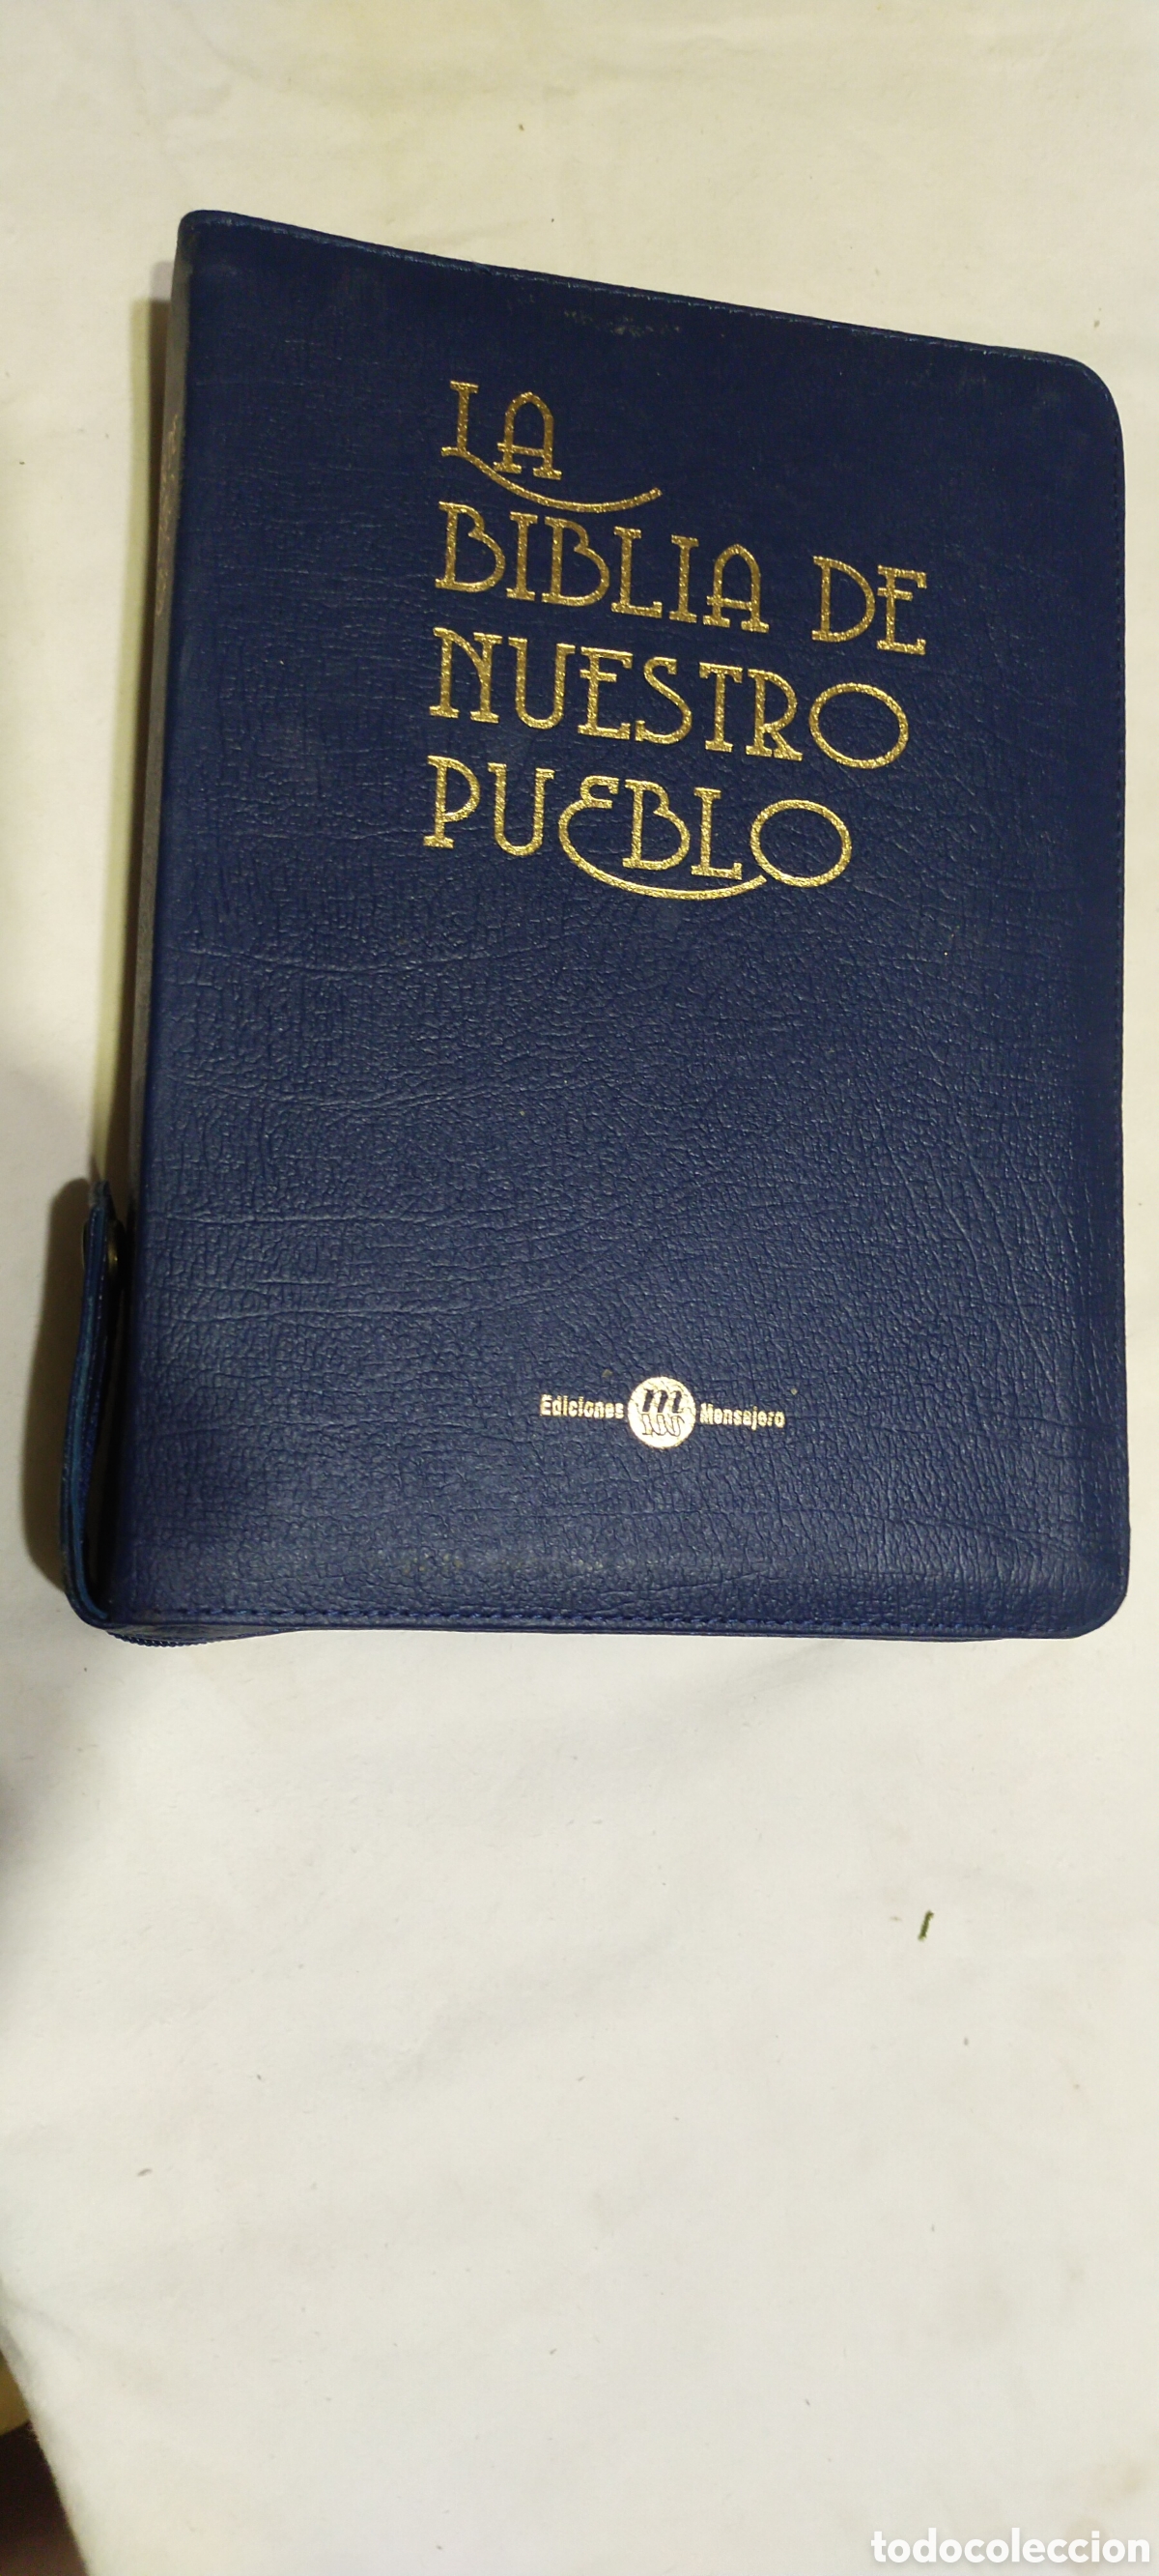 LA
BIBLIA DE
NUESTRO
PUEBLO
Ediciones m Mensajero
todocoleccion